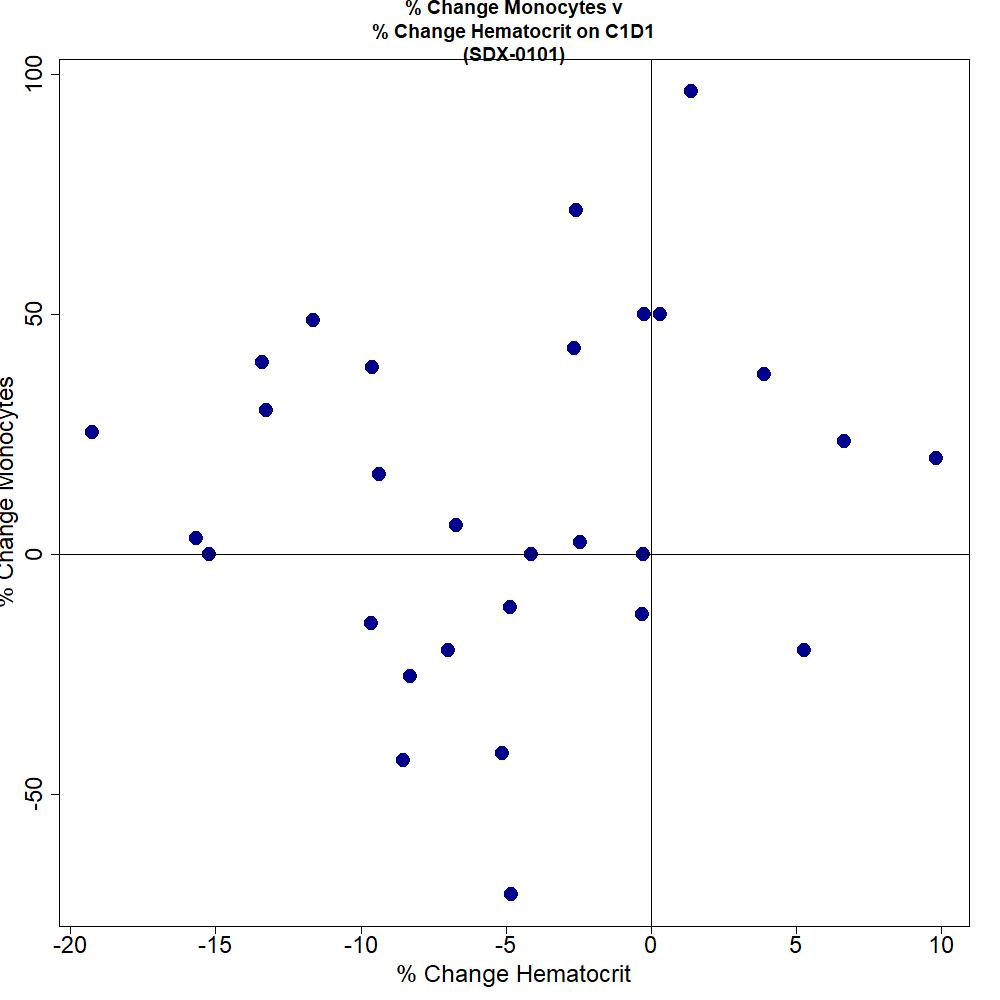 % Change Monocytes v
% Change Hematocrit on C1D1
(SDX-0101)
100
50
0
-50
% Change Monocytes
-20 -15 -10 -5 0 5 10
% Change Hematocrit